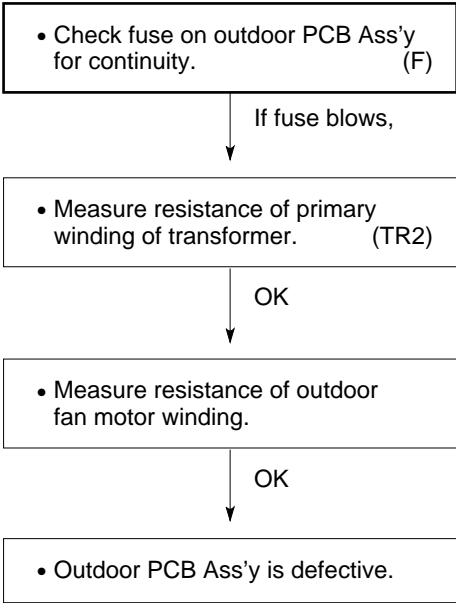 • Check fuse on outdoor PCB Ass'y
for continuity. (F)
If fuse blows,
• Measure resistance of primary
winding of transformer. (TR2)
OK
• Measure resistance of outdoor
fan motor winding.
OK
• Outdoor PCB Ass'y is defective.